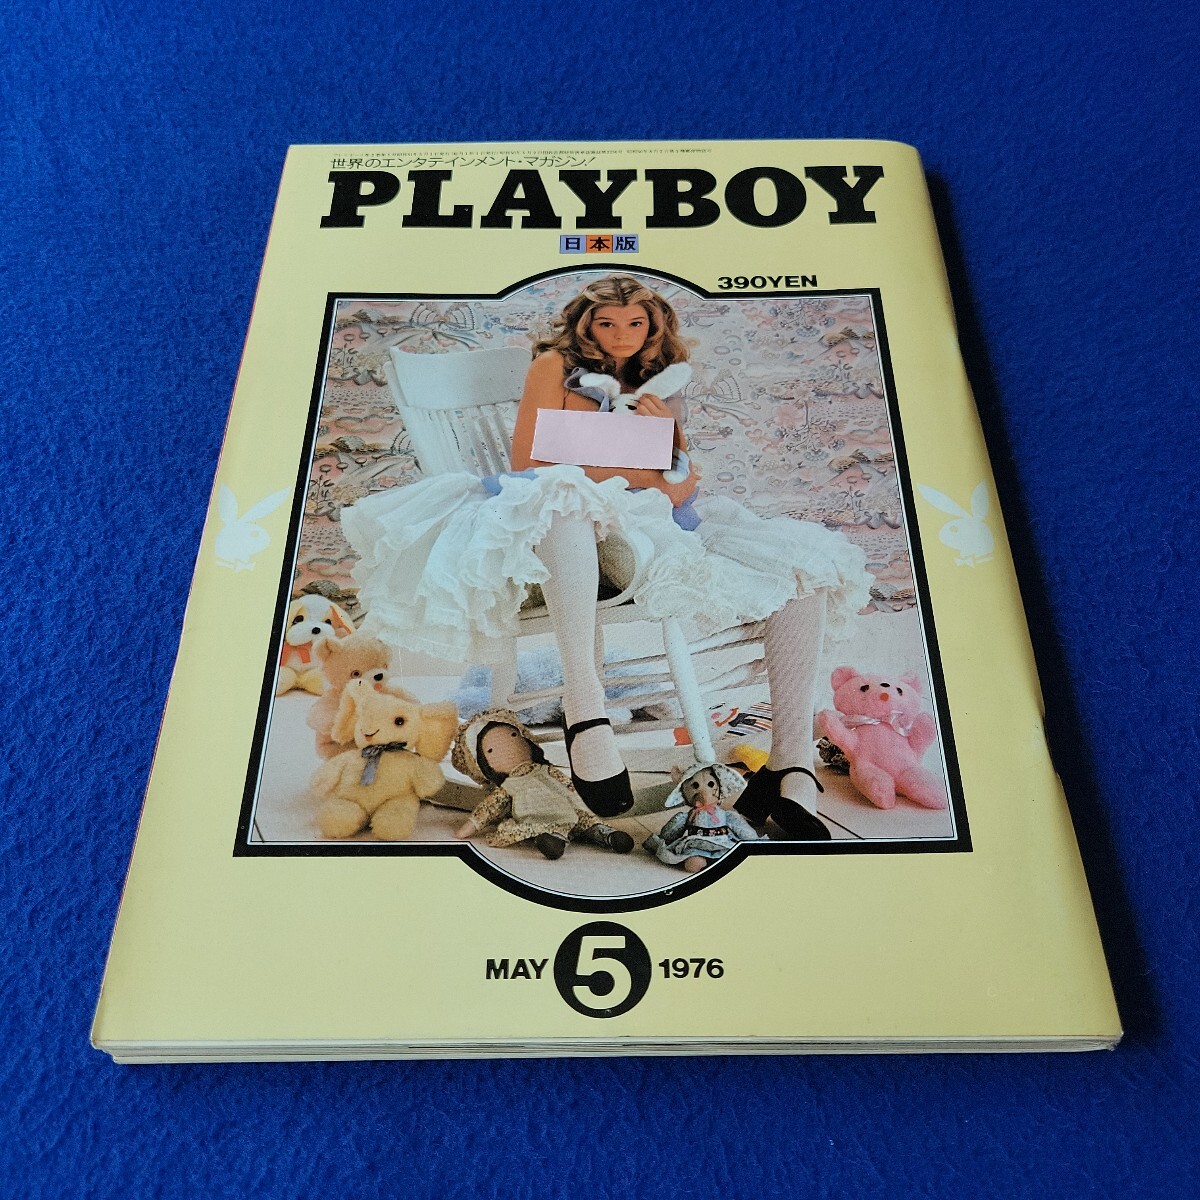 世界のエンタテインメント・マガジン!
PLAYBOY
日本版
390YEN
MAY 5 1976